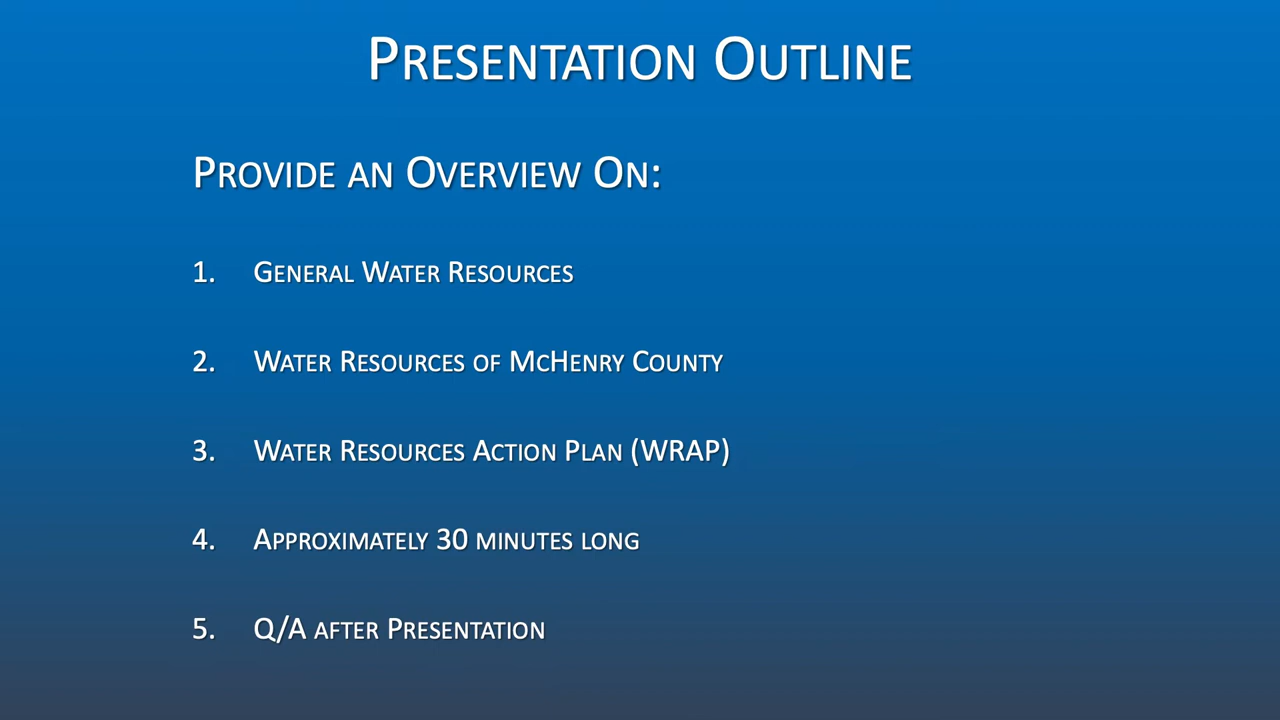 Presentation Outline
Provide an Overview On:
1. General Water Resources
2. Water Resources of McHenry County
3. Water Resources Action Plan (WRAP)
4. Approximately 30 minutes long
5. Q/A after Presentation